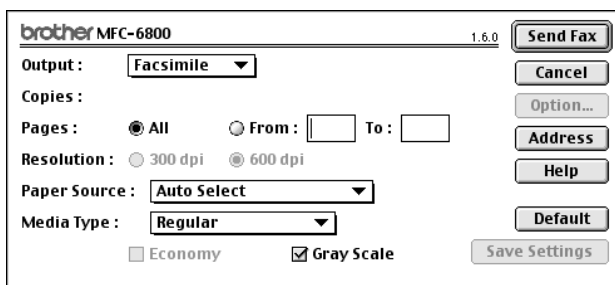 brother MFC-6800 1.6.0 Send Fax
Output : Facsimile Cancel
Copies : Option...
Pages : All From : To : Address
Resolution : 300 dpi 600 dpi Help
Paper Source : Auto Select
Media Type : Regular Default
Economy Gray Scale Save Settings